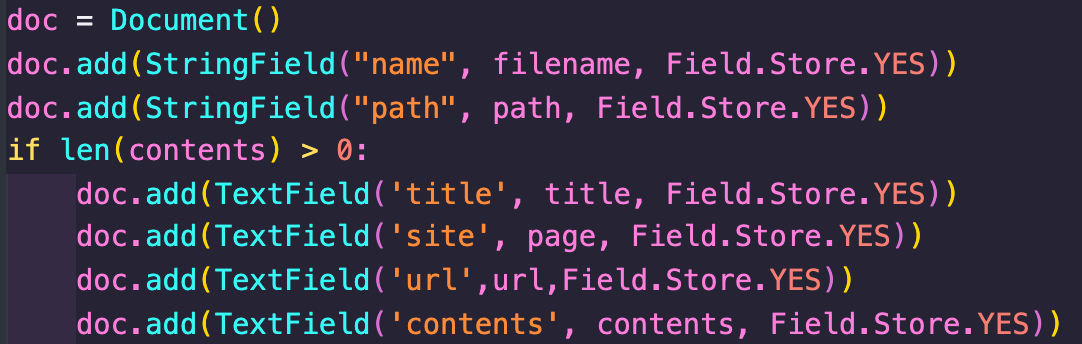 doc = Document()
doc.add(StringField("name", filename, Field.Store.YES))
doc.add(StringField("path", path, Field.Store.YES))
if len(contents) > 0:
    doc.add(TextField('title', title, Field.Store.YES))
    doc.add(TextField('site', page, Field.Store.YES))
    doc.add(TextField('url',url,Field.Store.YES))
    doc.add(TextField('contents', contents, Field.Store.YES))